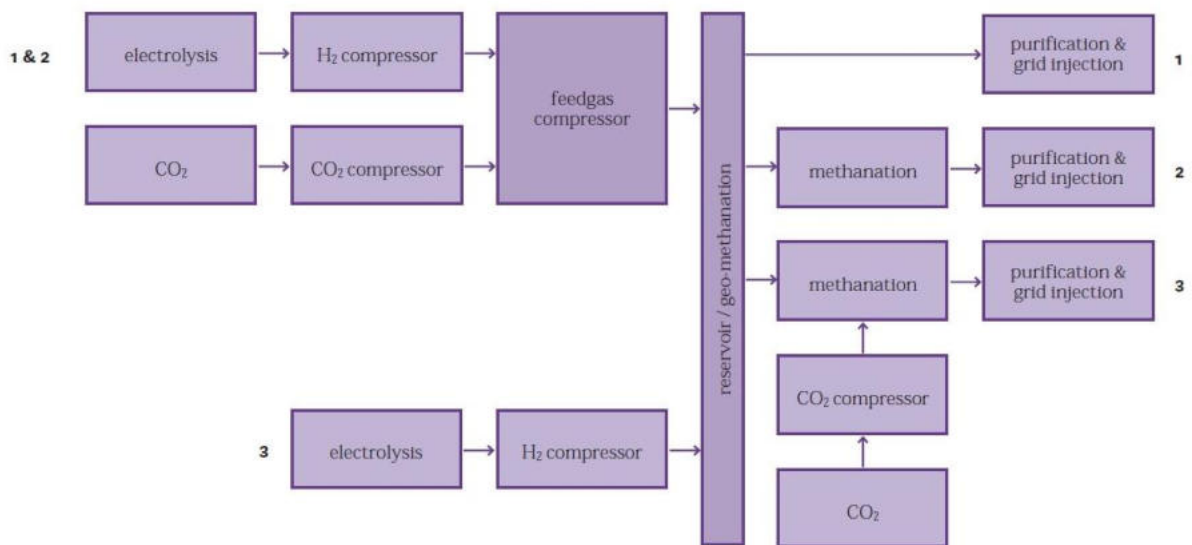 1 & 2
electrolysis
H₂ compressor
feedgas
compressor
purification &
grid injection
1
CO₂
CO₂ compressor
methanation
purification &
grid injection
2
reservoir / geo-methanation
methanation
purification &
grid injection
3
CO₂ compressor
3
electrolysis
H₂ compressor
CO₂